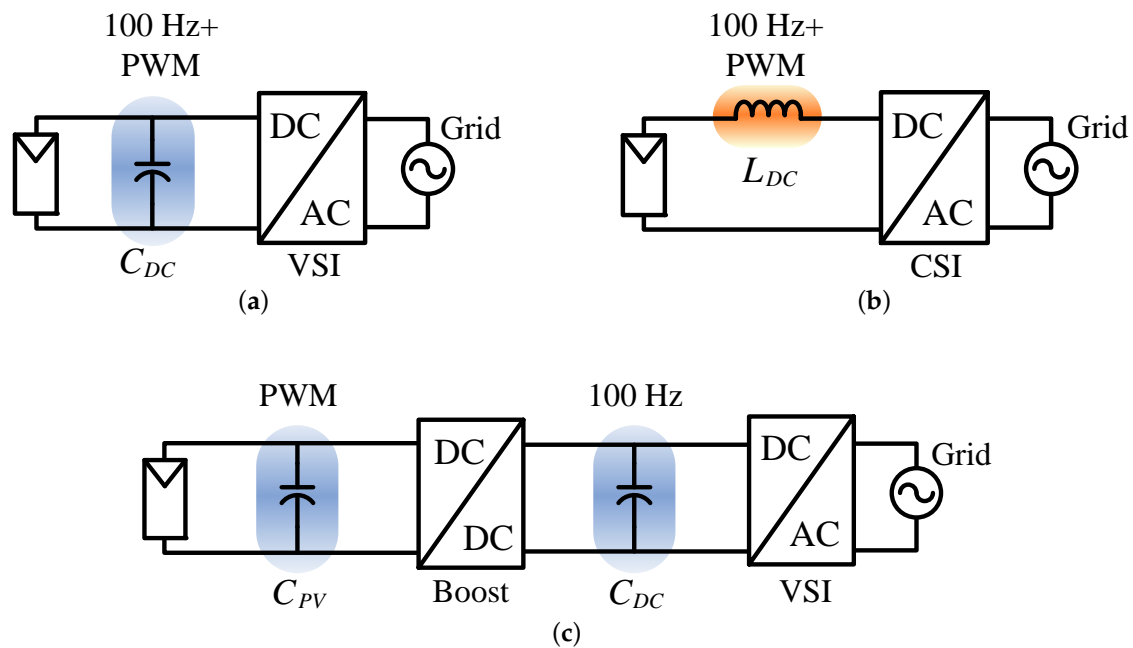 100 Hz+
PWM
DC
AC
Grid
C_DC
VSI
(a)
100 Hz+
PWM
L_DC
DC
AC
Grid
CSI
(b)
PWM
100 Hz
DC
DC
DC
AC
Grid
C_PV
Boost
C_DC
VSI
(c)